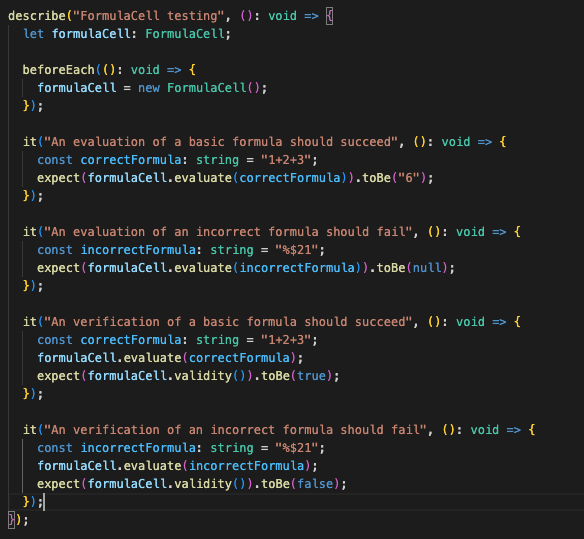 describe("FormulaCell testing", (): void => {
  let formulaCell: FormulaCell;

  beforeEach((): void => {
    formulaCell = new FormulaCell();
  });

  it("An evaluation of a basic formula should succeed", (): void => {
    const correctFormula: string = "1+2+3";
    expect(formulaCell.evaluate(correctFormula)).toBe("6");
  });

  it("An evaluation of an incorrect formula should fail", (): void => {
    const incorrectFormula: string = "%$21";
    expect(formulaCell.evaluate(incorrectFormula)).toBe(null);
  });

  it("An verification of a basic formula should succeed", (): void => {
    const correctFormula: string = "1+2+3";
    formulaCell.evaluate(correctFormula);
    expect(formulaCell.validity()).toBe(true);
  });

  it("An verification of an incorrect formula should fail", (): void => {
    const incorrectFormula: string = "%$21";
    formulaCell.evaluate(incorrectFormula);
    expect(formulaCell.validity()).toBe(false);
  });
});